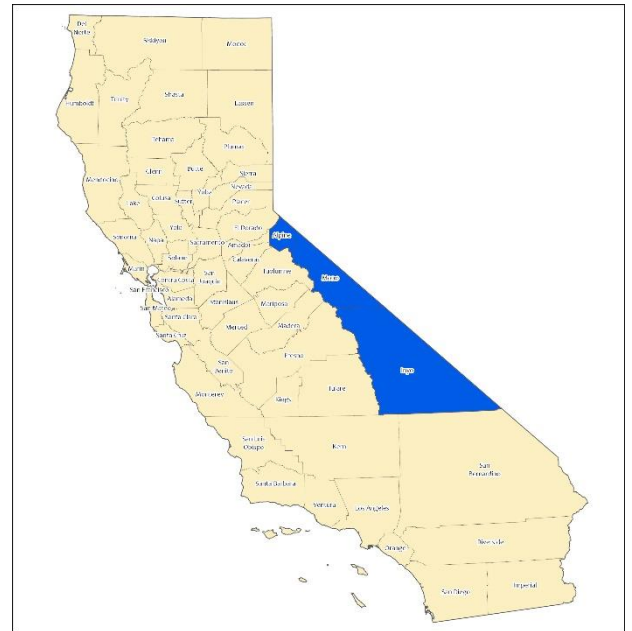 Del
Norte
Siskiyou
Modoc
Humboldt
Trinity
Shasta
Lassen
Tehama
Plumas
Mendocino
Glenn
Butte
Sierra
Nevada
Yuba
Placer
Lake
Colusa
Sutter
El Dorado
Alpine
Yolo
Sonoma
Napa
Sacramento
Amador
Calaveras
Solano
Marin
San
Joaquin
Tuolumne
Mono
Contra Costa
San Francisco
Alameda
Stanislaus
Mariposa
San Mateo
Santa Clara
Merced
Madera
Santa Cruz
Fresno
San
Benito
Inyo
Monterey
Kings
Tulare
San Luis
Obispo
Kern
San
Bernardino
Santa Barbara
Ventura
Los Angeles
Orange
Riverside
San Diego
Imperial